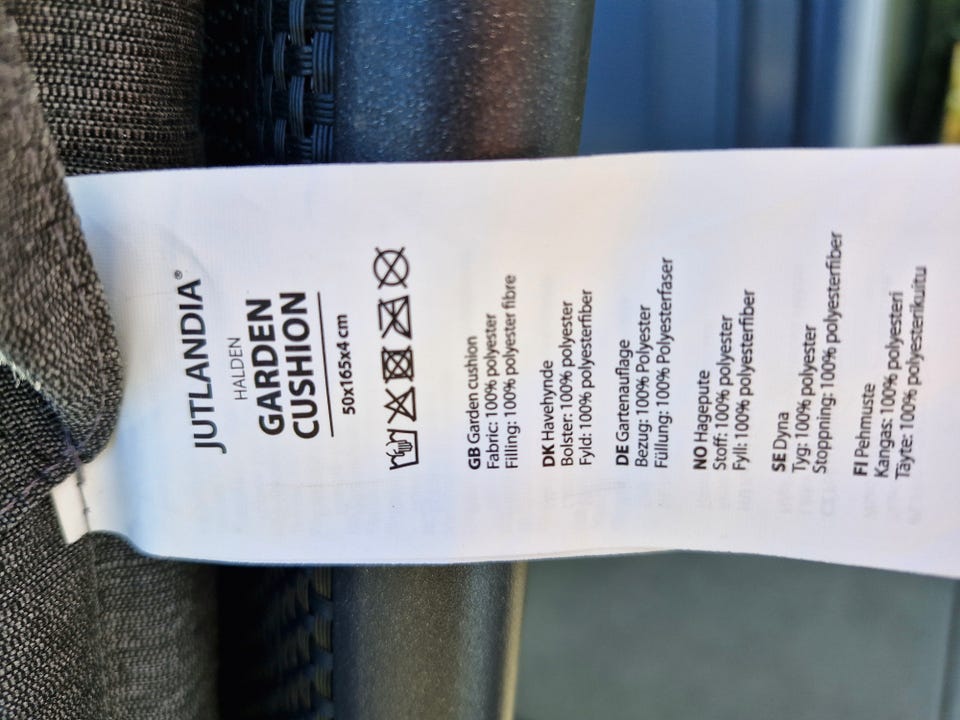 JUTLANDIA®
HALDEN
GARDEN
CUSHION
50x165x4 cm
GB Garden cushion
Fabric: 100% polyester
Filling: 100% polyester fibre
DK Havehynde
Bolster: 100% polyester
Fyld: 100% polyesterfiber
DE Gartenauflage
Bezug: 100% Polyester
Füllung: 100% Polyesterfaser
NO Hagepute
Stoff: 100% polyester
Fyll: 100% polyesterfiber
SE Dyna
Tyg: 100% polyester
Stoppning: 100% polyesterfiber
FI Pehmuste
Kangas: 100% polyesteri
Täyte: 100% polyesterikuitu